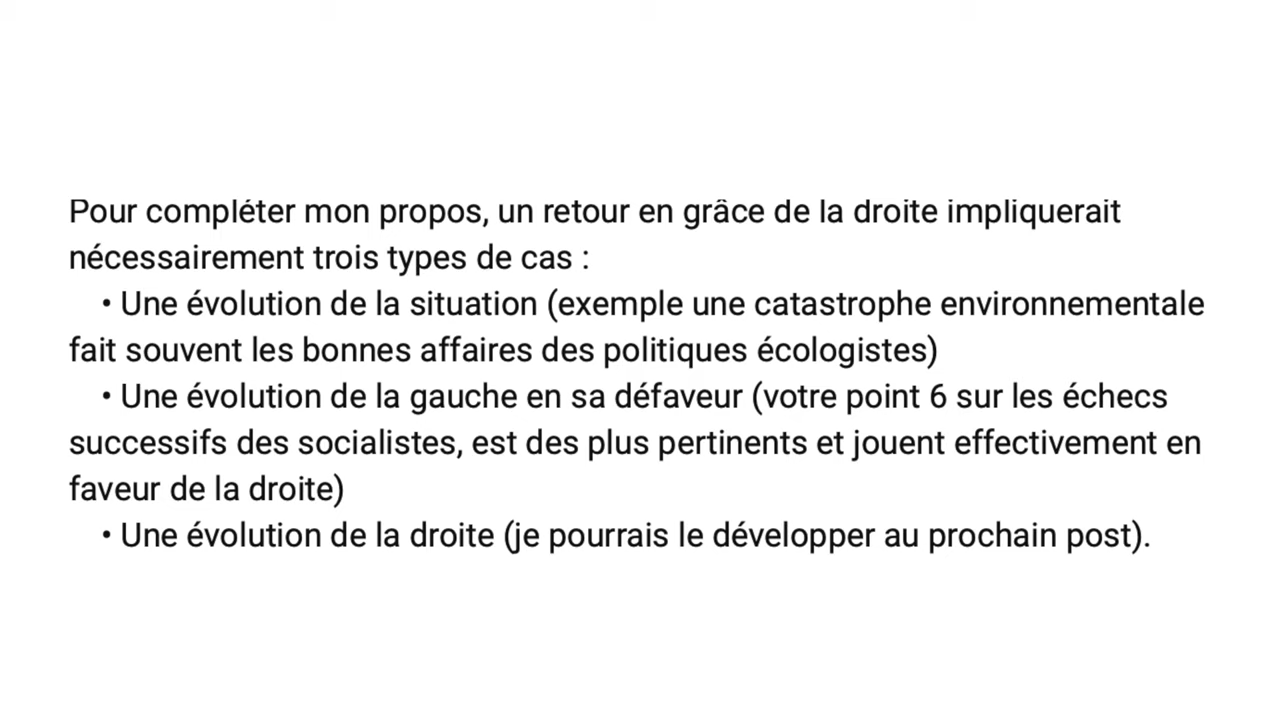 Pour compléter mon propos, un retour en grâce de la droite impliquerait
nécessairement trois types de cas :
• Une évolution de la situation (exemple une catastrophe environnementale
fait souvent les bonnes affaires des politiques écologistes)
• Une évolution de la gauche en sa défaveur (votre point 6 sur les échecs
successifs des socialistes, est des plus pertinents et jouent effectivement en
faveur de la droite)
• Une évolution de la droite (je pourrais le développer au prochain post).